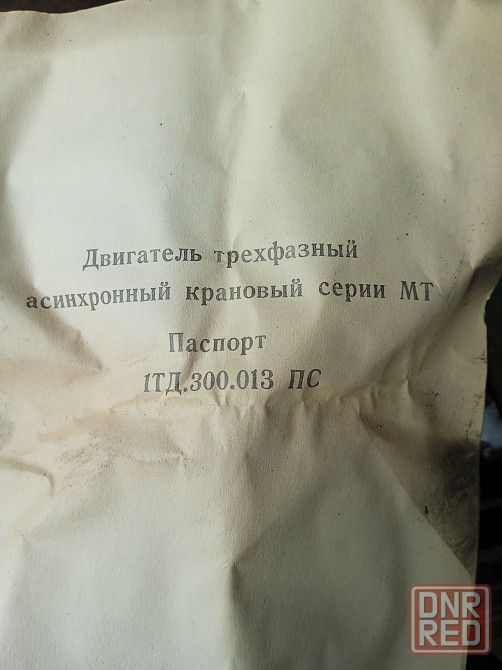 Двигатель трехфазный
асинхронный крановый серии МТ
Паспорт
1ТД.300.013 ПС
DNR
RED